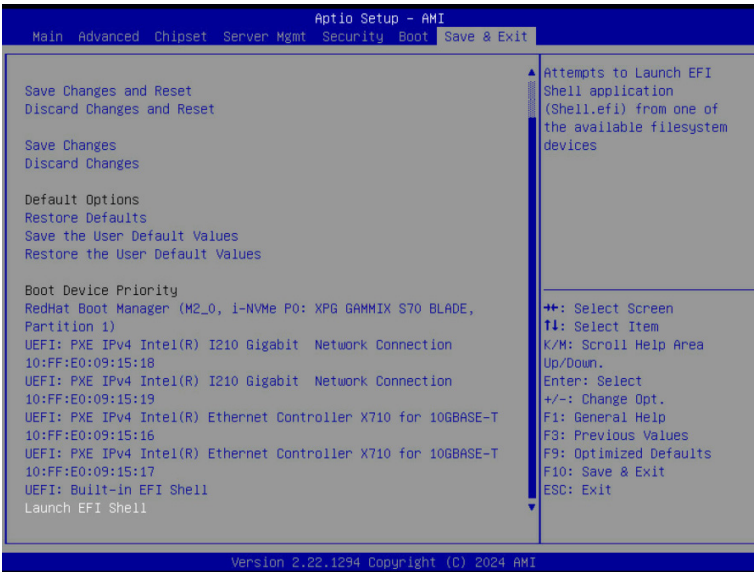 Aptio Setup - AMI
Main Advanced Chipset Server Mgmt Security Boot Save & Exit
Save Changes and Reset
Discard Changes and Reset
Save Changes
Discard Changes
Default Options
Restore Defaults
Save the User Default Values
Restore the User Default Values
Boot Device Priority
RedHat Boot Manager (M2_0, i-NVMe P0: XPG GAMMIX S70 BLADE,
Partition 1)
UEFI: PXE IPv4 Intel(R) I210 Gigabit  Network Connection
10:FF:E0:09:15:18
UEFI: PXE IPv4 Intel(R) I210 Gigabit  Network Connection
10:FF:E0:09:15:19
UEFI: PXE IPv4 Intel(R) Ethernet Controller X710 for 10GBASE-T
10:FF:E0:09:15:16
UEFI: PXE IPv4 Intel(R) Ethernet Controller X710 for 10GBASE-T
10:FF:E0:09:15:17
UEFI: Built-in EFI Shell
Launch EFI Shell
Attempts to Launch EFI
Shell application
(Shell.efi) from one of
the available filesystem
devices
→←: Select Screen
↑↓: Select Item
K/M: Scroll Help Area
Up/Down.
Enter: Select
+/-: Change Opt.
F1: General Help
F3: Previous Values
F9: Optimized Defaults
F10: Save & Exit
ESC: Exit
Version 2.22.1294 Copyright (C) 2024 AMI